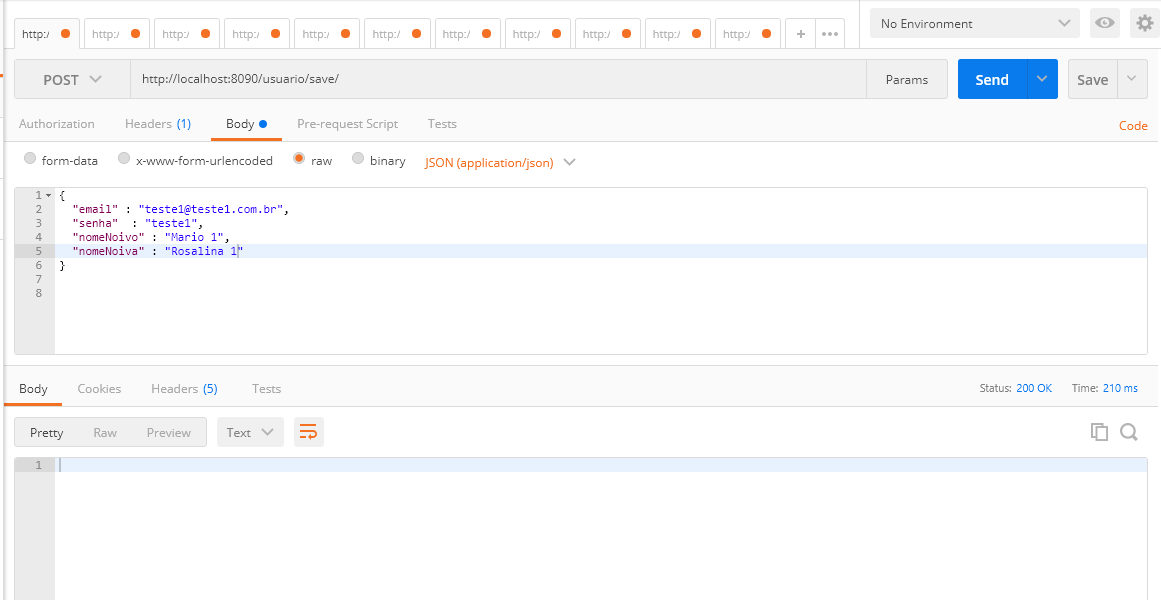 http:/ http:/ http:/ http:/ http:/ http:/ http:/ http:/ http:/ http:/ http:/ + ••• No Environment
POST http://localhost:8090/usuario/save/ Params Send Save
Authorization Headers (1) Body Pre-request Script Tests Code
form-data x-www-form-urlencoded raw binary JSON (application/json)
1 {
2 "email" : "teste1@teste1.com.br",
3 "senha"  : "teste1",
4 "nomeNoivo" : "Mario 1",
5 "nomeNoiva" : "Rosalina 1"
6 }
7
8
Body Cookies Headers (5) Tests Status: 200 OK Time: 210 ms
Pretty Raw Preview Text
1